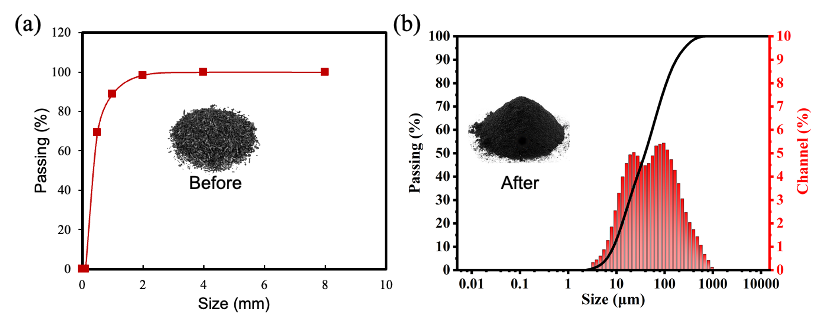 (a)
120
100
80
60
40
20
0
Passing (%)
Before
0 2 4 6 8 10
Size (mm)
(b)
100
90
80
70
60
50
40
30
20
10
0
Passing (%)
After
10
9
8
7
6
5
4
3
2
1
0
Channel (%)
0.01 0.1 1 10 100 1000 10000
Size (μm)